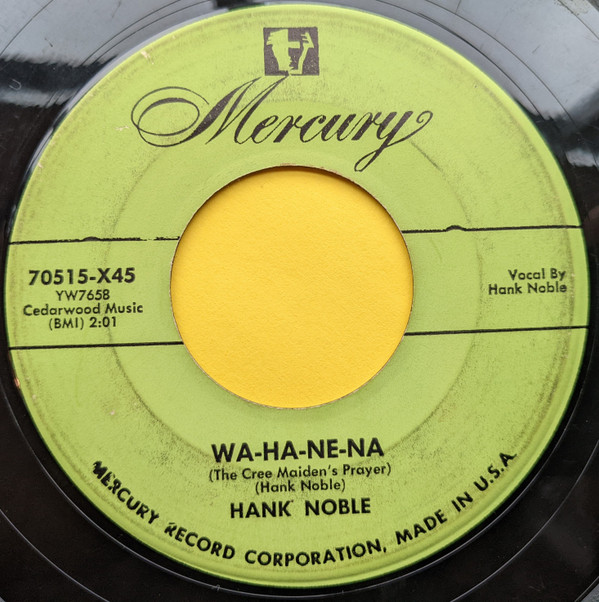 Mercury
70515-X45
YW7658
Cedarwood Music
(BMI) 2:01
Vocal By
Hank Noble
WA-HA-NE-NA
(The Cree Maiden's Prayer)
(Hank Noble)
HANK NOBLE
MERCURY RECORD CORPORATION, MADE IN U.S.A